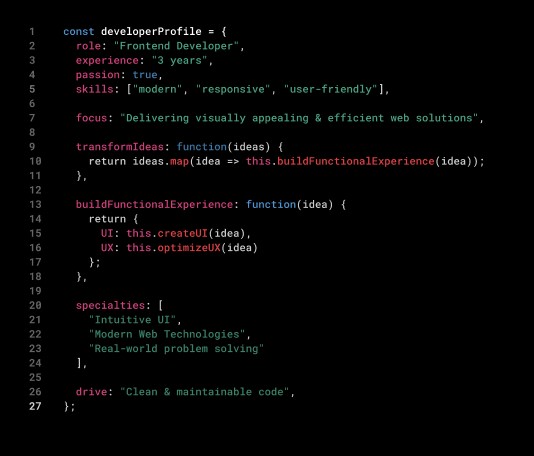 1 const developerProfile = {
2 role: "Frontend Developer",
3 experience: "3 years",
4 passion: true,
5 skills: ["modern", "responsive", "user-friendly"],
6
7 focus: "Delivering visually appealing & efficient web solutions",
8
9 transformIdeas: function(ideas) {
10 return ideas.map(idea => this.buildFunctionalExperience(idea));
11 },
12
13 buildFunctionalExperience: function(idea) {
14 return {
15 UI: this.createUI(idea),
16 UX: this.optimizeUX(idea)
17 };
18 },
19
20 specialties: [
21 "Intuitive UI",
22 "Modern Web Technologies",
23 "Real-world problem solving"
24 ],
25
26 drive: "Clean & maintainable code",
27 };